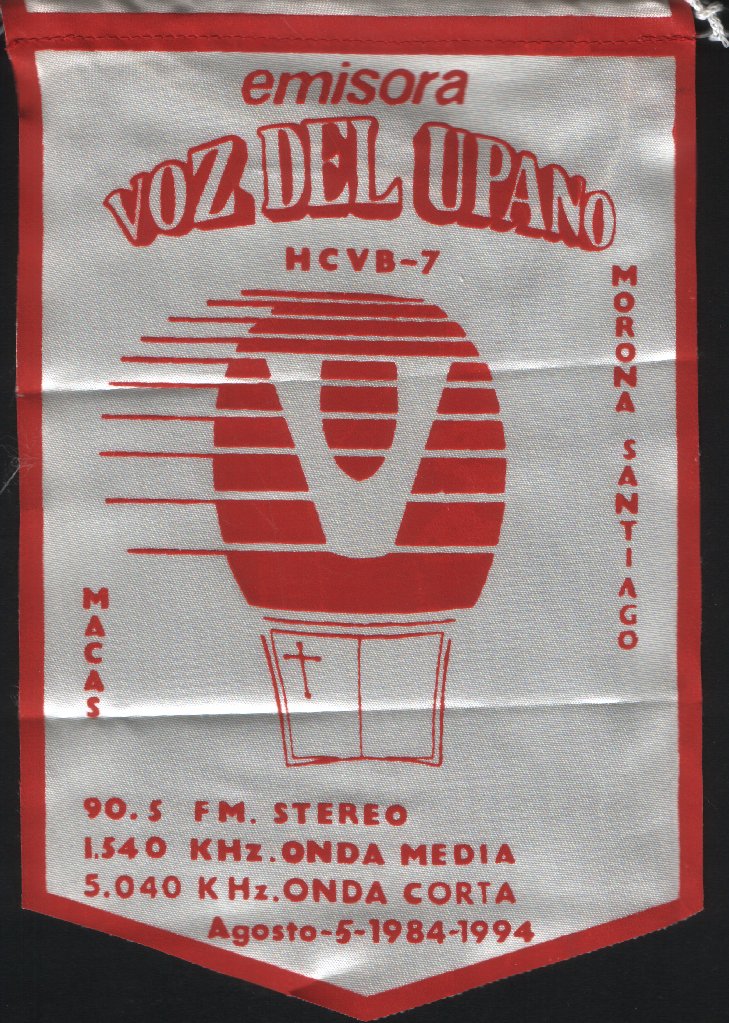 emisora
VOZ DEL UPANO
HCVB-7
MORONA SANTIAGO
MACAS
90.5 FM. STEREO
1.540 KHz. ONDA MEDIA
5.040 KHz. ONDA CORTA
Agosto-5-1984-1994